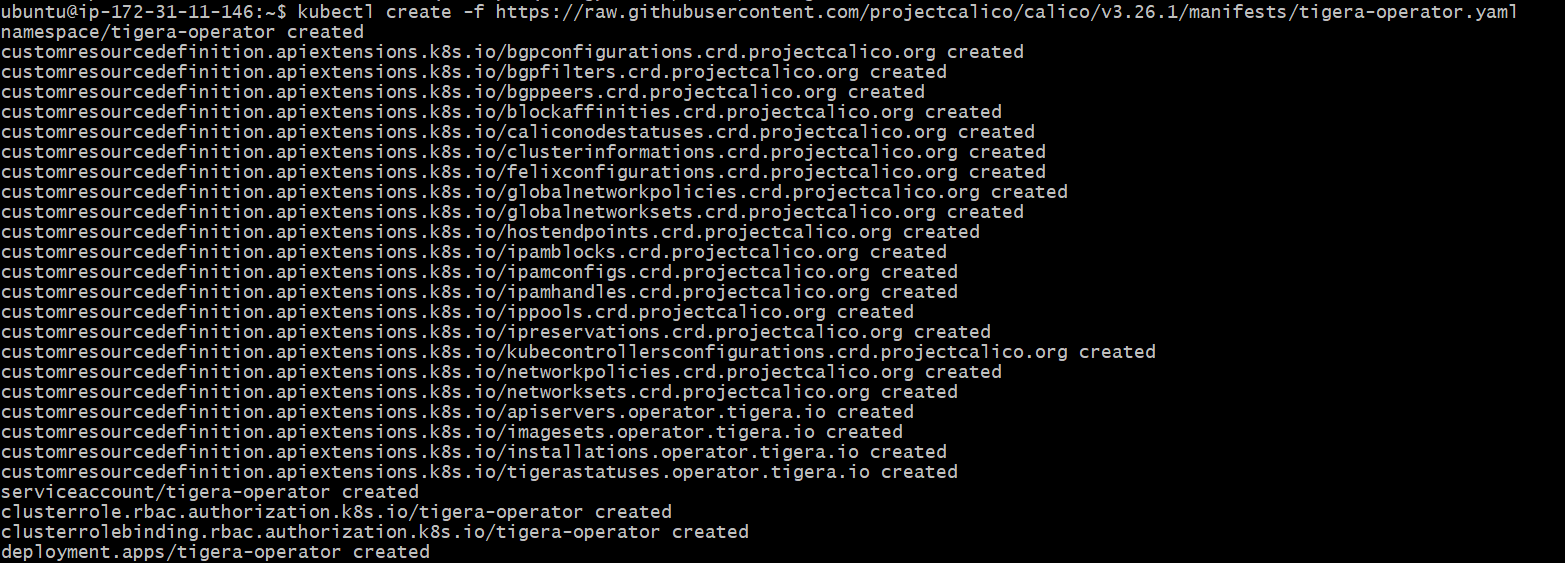 ubuntu@ip-172-31-11-146:~$ kubectl create -f https://raw.githubusercontent.com/projectcalico/calico/v3.26.1/manifests/tigera-operator.yaml
namespace/tigera-operator created
customresourcedefinition.apiextensions.k8s.io/bgpconfigurations.crd.projectcalico.org created
customresourcedefinition.apiextensions.k8s.io/bgpfilters.crd.projectcalico.org created
customresourcedefinition.apiextensions.k8s.io/bgppeers.crd.projectcalico.org created
customresourcedefinition.apiextensions.k8s.io/blockaffinities.crd.projectcalico.org created
customresourcedefinition.apiextensions.k8s.io/caliconodestatuses.crd.projectcalico.org created
customresourcedefinition.apiextensions.k8s.io/clusterinformations.crd.projectcalico.org created
customresourcedefinition.apiextensions.k8s.io/felixconfigurations.crd.projectcalico.org created
customresourcedefinition.apiextensions.k8s.io/globalnetworkpolicies.crd.projectcalico.org created
customresourcedefinition.apiextensions.k8s.io/globalnetworksets.crd.projectcalico.org created
customresourcedefinition.apiextensions.k8s.io/hostendpoints.crd.projectcalico.org created
customresourcedefinition.apiextensions.k8s.io/ipamblocks.crd.projectcalico.org created
customresourcedefinition.apiextensions.k8s.io/ipamconfigs.crd.projectcalico.org created
customresourcedefinition.apiextensions.k8s.io/ipamhandles.crd.projectcalico.org created
customresourcedefinition.apiextensions.k8s.io/ippools.crd.projectcalico.org created
customresourcedefinition.apiextensions.k8s.io/ipreservations.crd.projectcalico.org created
customresourcedefinition.apiextensions.k8s.io/kubecontrollersconfigurations.crd.projectcalico.org created
customresourcedefinition.apiextensions.k8s.io/networkpolicies.crd.projectcalico.org created
customresourcedefinition.apiextensions.k8s.io/networksets.crd.projectcalico.org created
customresourcedefinition.apiextensions.k8s.io/apiservers.operator.tigera.io created
customresourcedefinition.apiextensions.k8s.io/imagesets.operator.tigera.io created
customresourcedefinition.apiextensions.k8s.io/installations.operator.tigera.io created
customresourcedefinition.apiextensions.k8s.io/tigerastatuses.operator.tigera.io created
serviceaccount/tigera-operator created
clusterrole.rbac.authorization.k8s.io/tigera-operator created
clusterrolebinding.rbac.authorization.k8s.io/tigera-operator created
deployment.apps/tigera-operator created